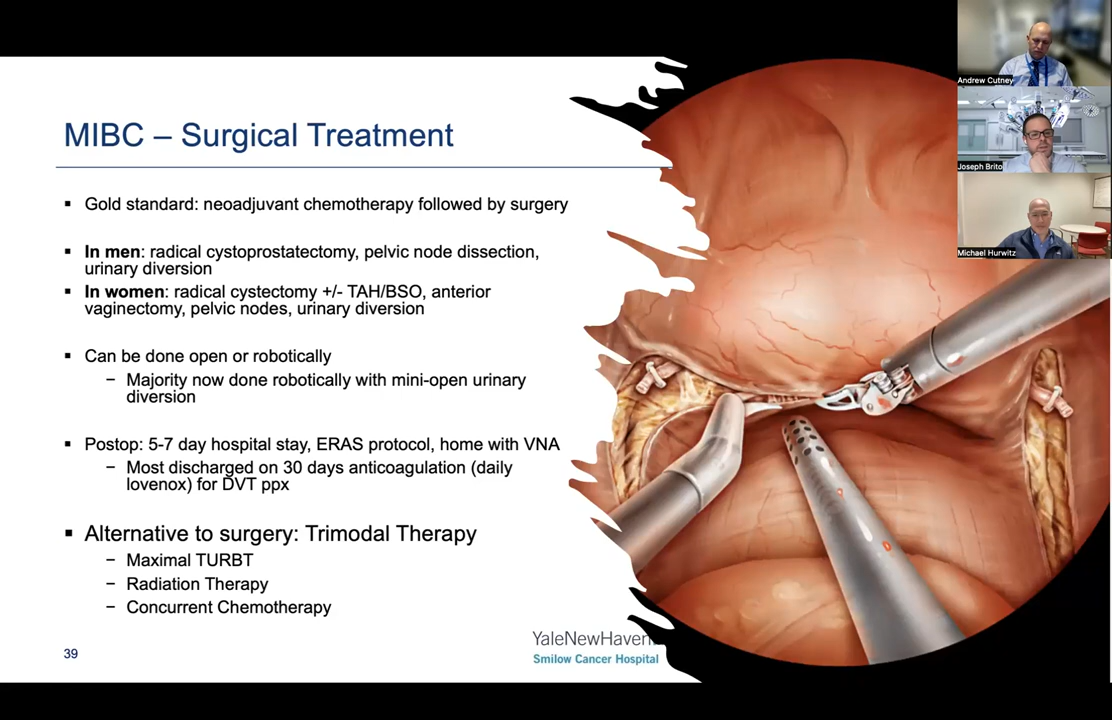 MIBC – Surgical Treatment
▪ Gold standard: neoadjuvant chemotherapy followed by surgery
▪ In men: radical cystoprostatectomy, pelvic node dissection,
urinary diversion
▪ In women: radical cystectomy +/- TAH/BSO, anterior
vaginectomy, pelvic nodes, urinary diversion
▪ Can be done open or robotically
– Majority now done robotically with mini-open urinary
diversion
▪ Postop: 5-7 day hospital stay, ERAS protocol, home with VNA
– Most discharged on 30 days anticoagulation (daily
lovenox) for DVT ppx
▪ Alternative to surgery: Trimodal Therapy
– Maximal TURBT
– Radiation Therapy
– Concurrent Chemotherapy
39
YaleNewHaven
Smilow Cancer Hospital
Andrew Cutney
Joseph Brito
Michael Hurwitz